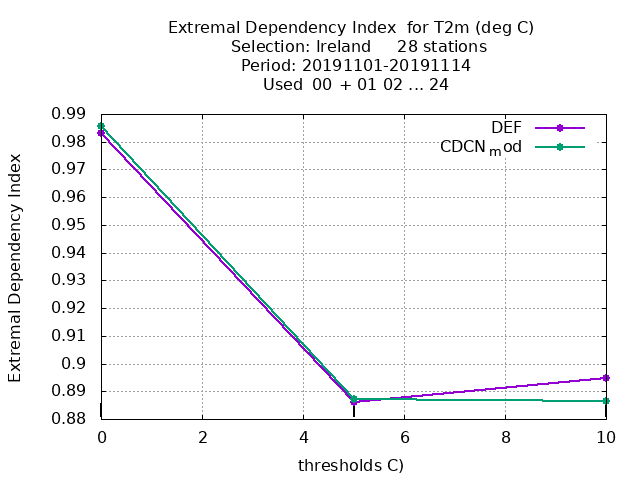 Extremal Dependency Index  for T2m (deg C)
Selection: Ireland     28 stations
Period: 20191101-20191114
Used  00  + 01 02 ... 24
DEF
CDCNmod
Extremal Dependency Index
0.99
0.98
0.97
0.96
0.95
0.94
0.93
0.92
0.91
0.9
0.89
0.88
0 2 4 6 8 10
thresholds C)